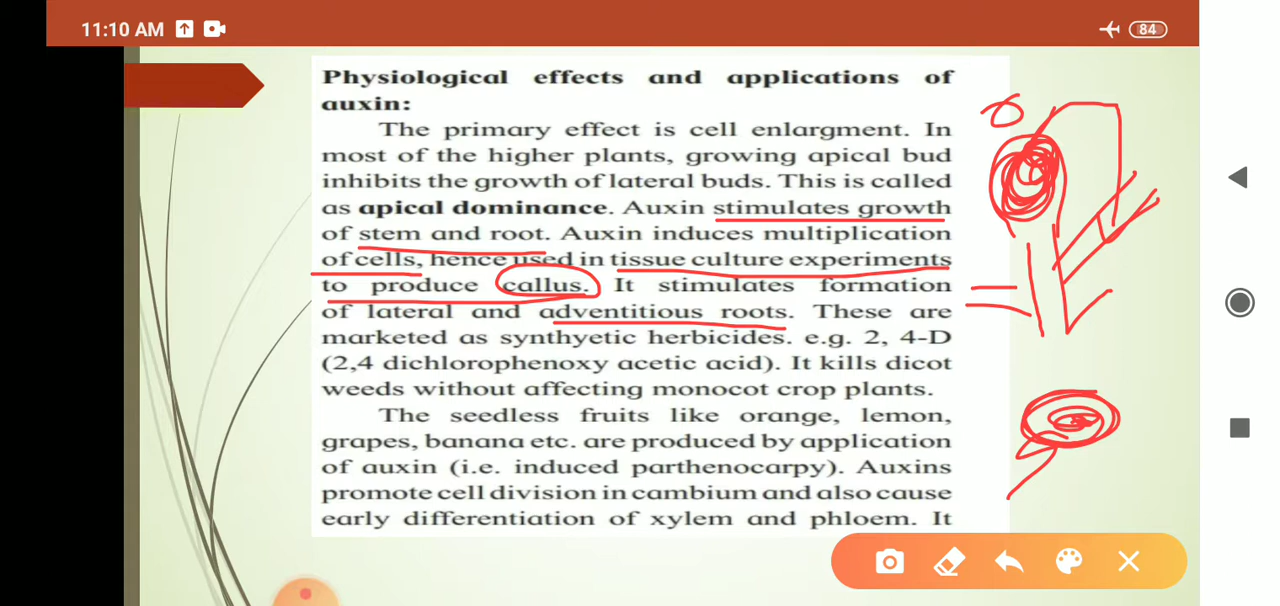 11:10 AM
84
Physiological effects and applications of
auxin:
The primary effect is cell enlargment. In
most of the higher plants, growing apical bud
inhibits the growth of lateral buds. This is called
as apical dominance. Auxin stimulates growth
of stem and root. Auxin induces multiplication
of cells, hence used in tissue culture experiments
to produce callus. It stimulates formation
of lateral and adventitious roots. These are
marketed as synthyetic herbicides. e.g. 2, 4-D
(2,4 dichlorophenoxy acetic acid). It kills dicot
weeds without affecting monocot crop plants.
The seedless fruits like orange, lemon,
grapes, banana etc. are produced by application
of auxin (i.e. induced parthenocarpy). Auxins
promote cell division in cambium and also cause
early differentiation of xylem and phloem. It